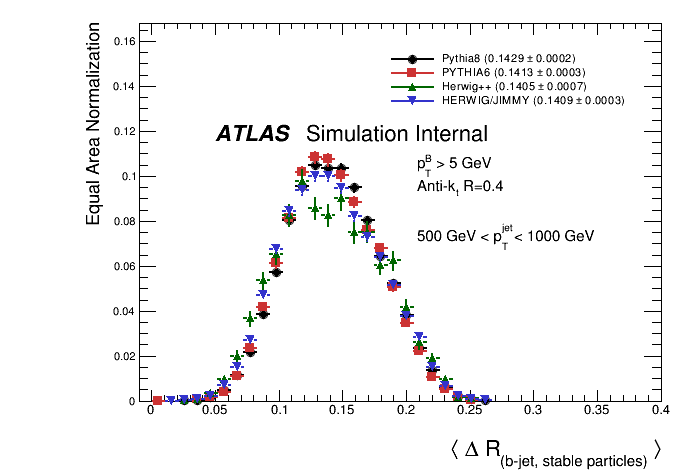 Equal Area Normalization
0.16
0.14
0.12
0.1
0.08
0.06
0.04
0.02
0
Pythia8 (0.1429 ± 0.0002)
PYTHIA6 (0.1413 ± 0.0003)
Herwig++ (0.1405 ± 0.0007)
HERWIG/JIMMY (0.1409 ± 0.0003)
ATLAS Simulation Internal
p_T^B > 5 GeV
Anti-k_t R=0.4
500 GeV < p_T^jet < 1000 GeV
0 0.05 0.1 0.15 0.2 0.25 0.3 0.35 0.4
⟨ Δ R_(b-jet, stable particles) ⟩